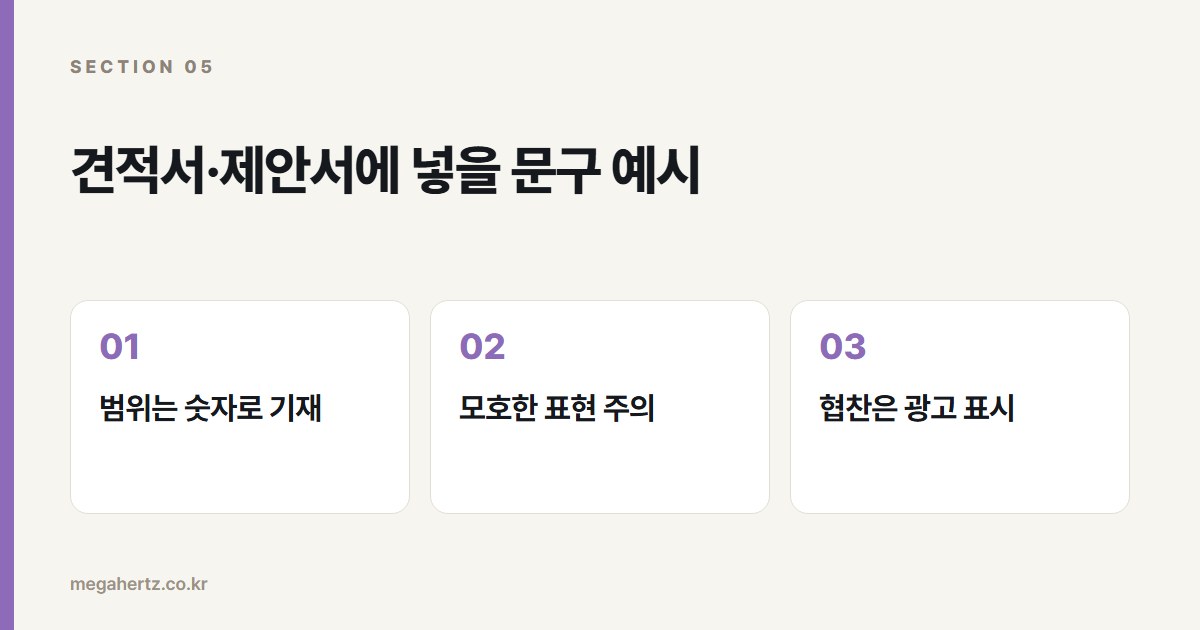 SECTION 05
견적서·제안서에 넣을 문구 예시
01
범위는 숫자로 기재
02
모호한 표현 주의
03
협찬은 광고 표시
megahertz.co.kr